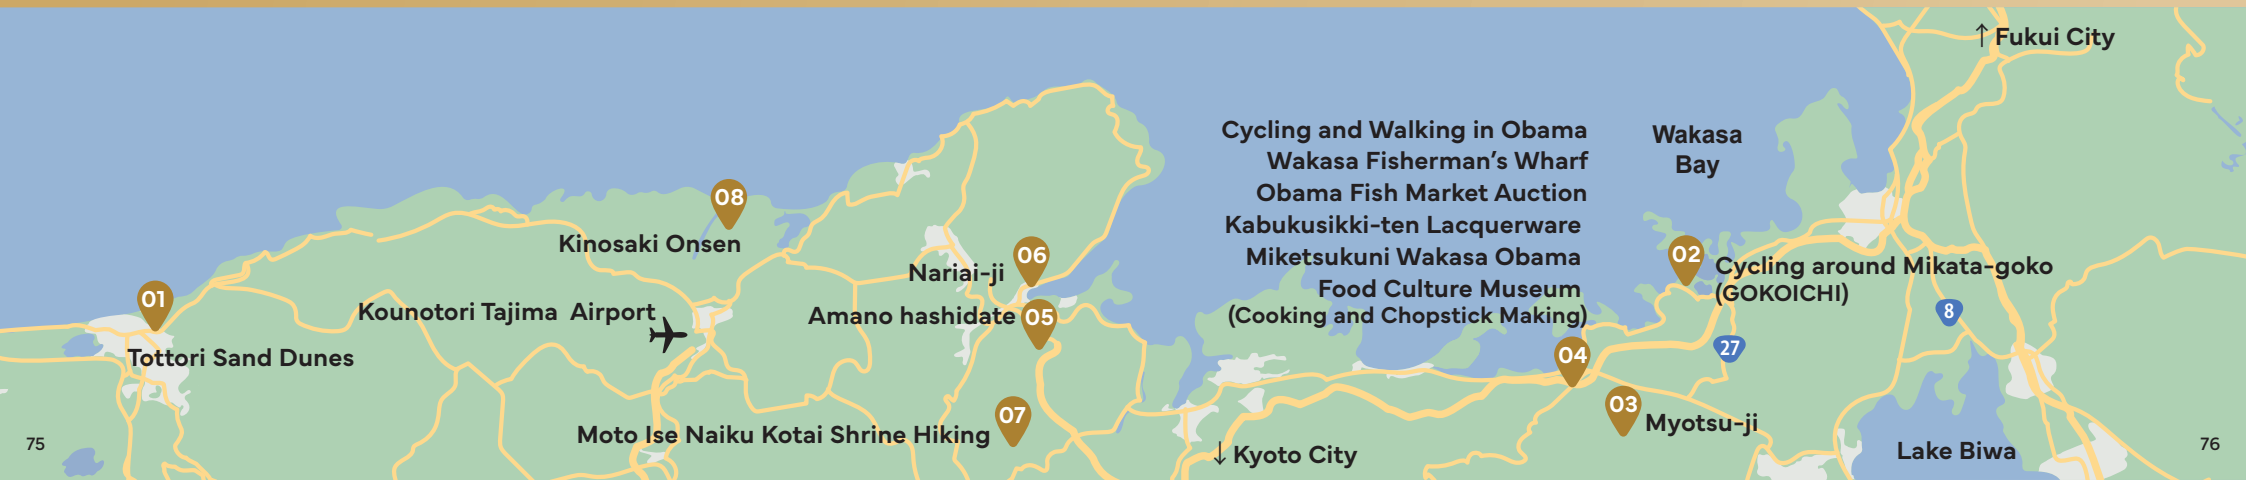 ↑ Fukui City
Cycling and Walking in Obama
Wakasa Fisherman's Wharf
Obama Fish Market Auction
Kabukusikki-ten Lacquerware
Miketsukuni Wakasa Obama
Food Culture Museum
(Cooking and Chopstick Making)
Wakasa
Bay
08
Kinosaki Onsen
06
Nariai-ji
02
Cycling around Mikata-goko
(GOKOICHI)
01
Tottori Sand Dunes
Kounotori Tajima Airport
Amano hashidate 05
8
27
04
03
Myotsu-ji
07
Moto Ise Naiku Kotai Shrine Hiking
↓ Kyoto City
Lake Biwa
75
76